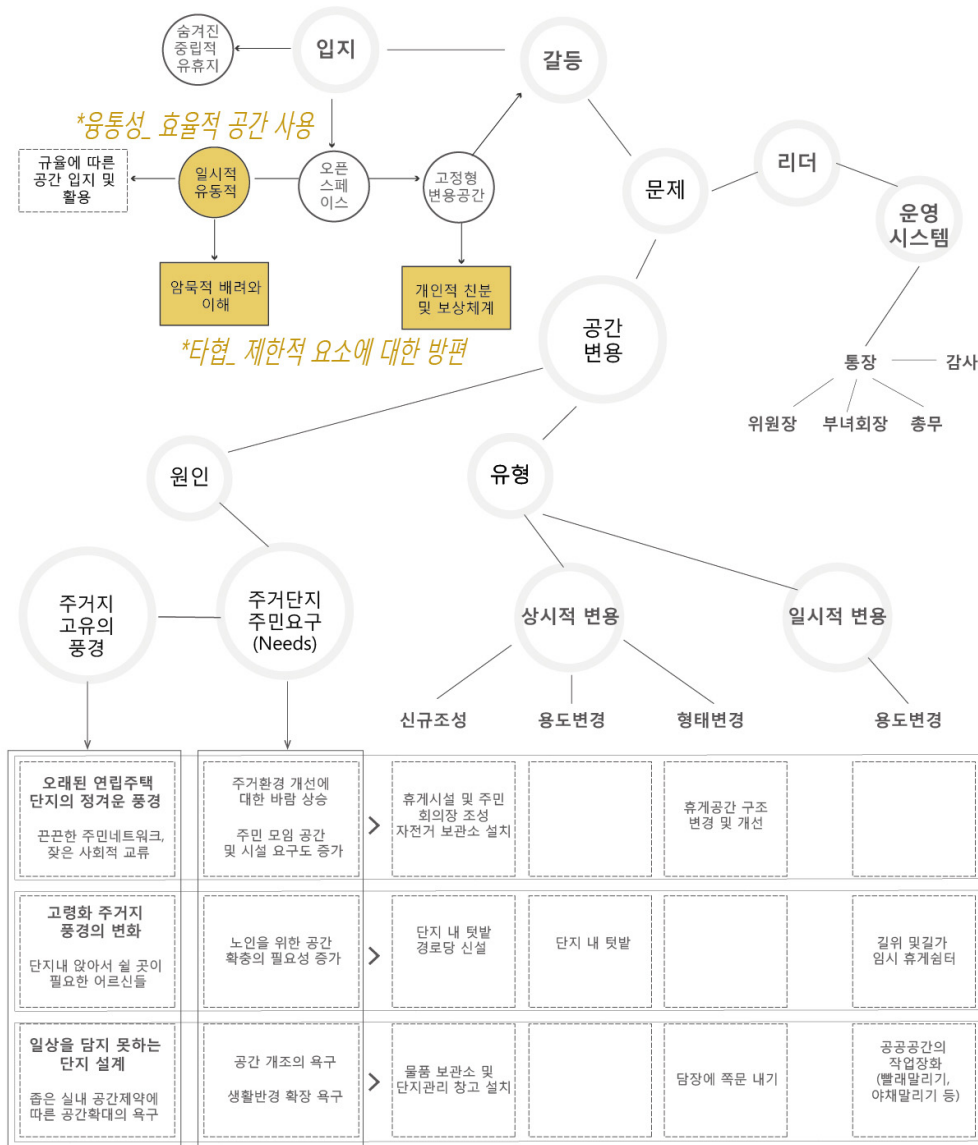 숨겨진
중립적
유휴지
입지
갈등
*융통성_ 효율적 공간 사용
규율에 따른
공간 입지 및
활용
일시적
유동적
오픈
스페
이스
고정형
변용공간
문제
리더
운영
시스템
암묵적 배려와
이해
개인적 친분
및 보상체계
*타협_ 제한적 요소에 대한 방편
공간
변용
통장
감사
위원장
부녀회장
총무
원인
유형
주거지
고유의
풍경
주거단지
주민요구
(Needs)
상시적 변용
일시적 변용
신규조성
용도변경
형태변경
용도변경
오래된 연립주택
단지의 정겨운 풍경
끈끈한 주민네트워크,
잦은 사회적 교류
주거환경 개선에
대한 바람 상승
주민 모임 공간
및 시설 요구도 증가
휴게시설 및 주민
회의장 조성
자전거 보관소 설치
휴게공간 구조
변경 및 개선
고령화 주거지
풍경의 변화
단지내 앉아서 쉴 곳이
필요한 어르신들
노인을 위한 공간
확충의 필요성 증가
단지 내 텃밭
경로당 신설
단지 내 텃밭
길위 및길가
임시 휴게쉼터
일상을 담지 못하는
단지 설계
좁은 실내 공간제약에
따른 공간확대의 욕구
공간 개조의 욕구
생활반경 확장 욕구
물품 보관소 및
단지관리 창고 설치
담장에 쪽문 내기
공공공간의
작업장화
(빨래말리기,
야채말리기 등)